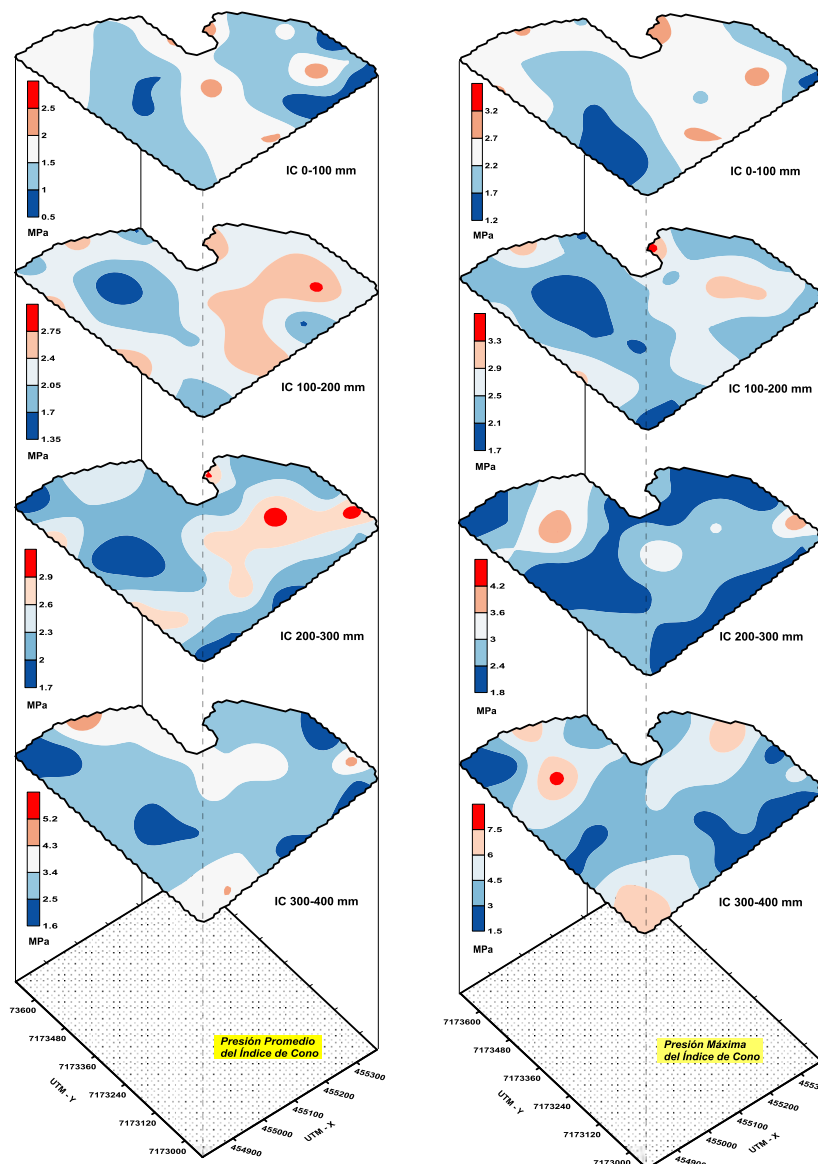 2.5
2
1.5
1
0.5
MPa
IC 0-100 mm
2.75
2.4
2.05
1.7
1.35
MPa
IC 100-200 mm
2.9
2.6
2.3
2
1.7
MPa
IC 200-300 mm
5.2
4.3
3.4
2.5
1.6
MPa
IC 300-400 mm
73600
7173480
7173360
7173240
7173120
7173000
UTM - Y
454900
455000
455100
455200
455300
UTM - X
Presión Promedio
del Índice de Cono
3.2
2.7
2.2
1.7
1.2
MPa
IC 0-100 mm
3.3
2.9
2.5
2.1
1.7
MPa
IC 100-200 mm
4.2
3.6
3
2.4
1.8
MPa
IC 200-300 mm
7.5
6
4.5
3
1.5
MPa
IC 300-400 mm
7173600
7173480
7173360
7173240
7173120
7173000
UTM - Y
454900
455000
455100
455200
UTM - X
Presión Máxima
del Índice de Cono